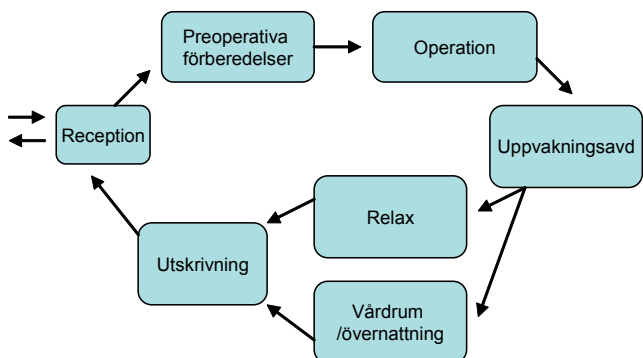 Preoperativa
förberedelser
Operation
Reception
Uppvakningsavd
Relax
Utskrivning
Vårdrum
/övernattning